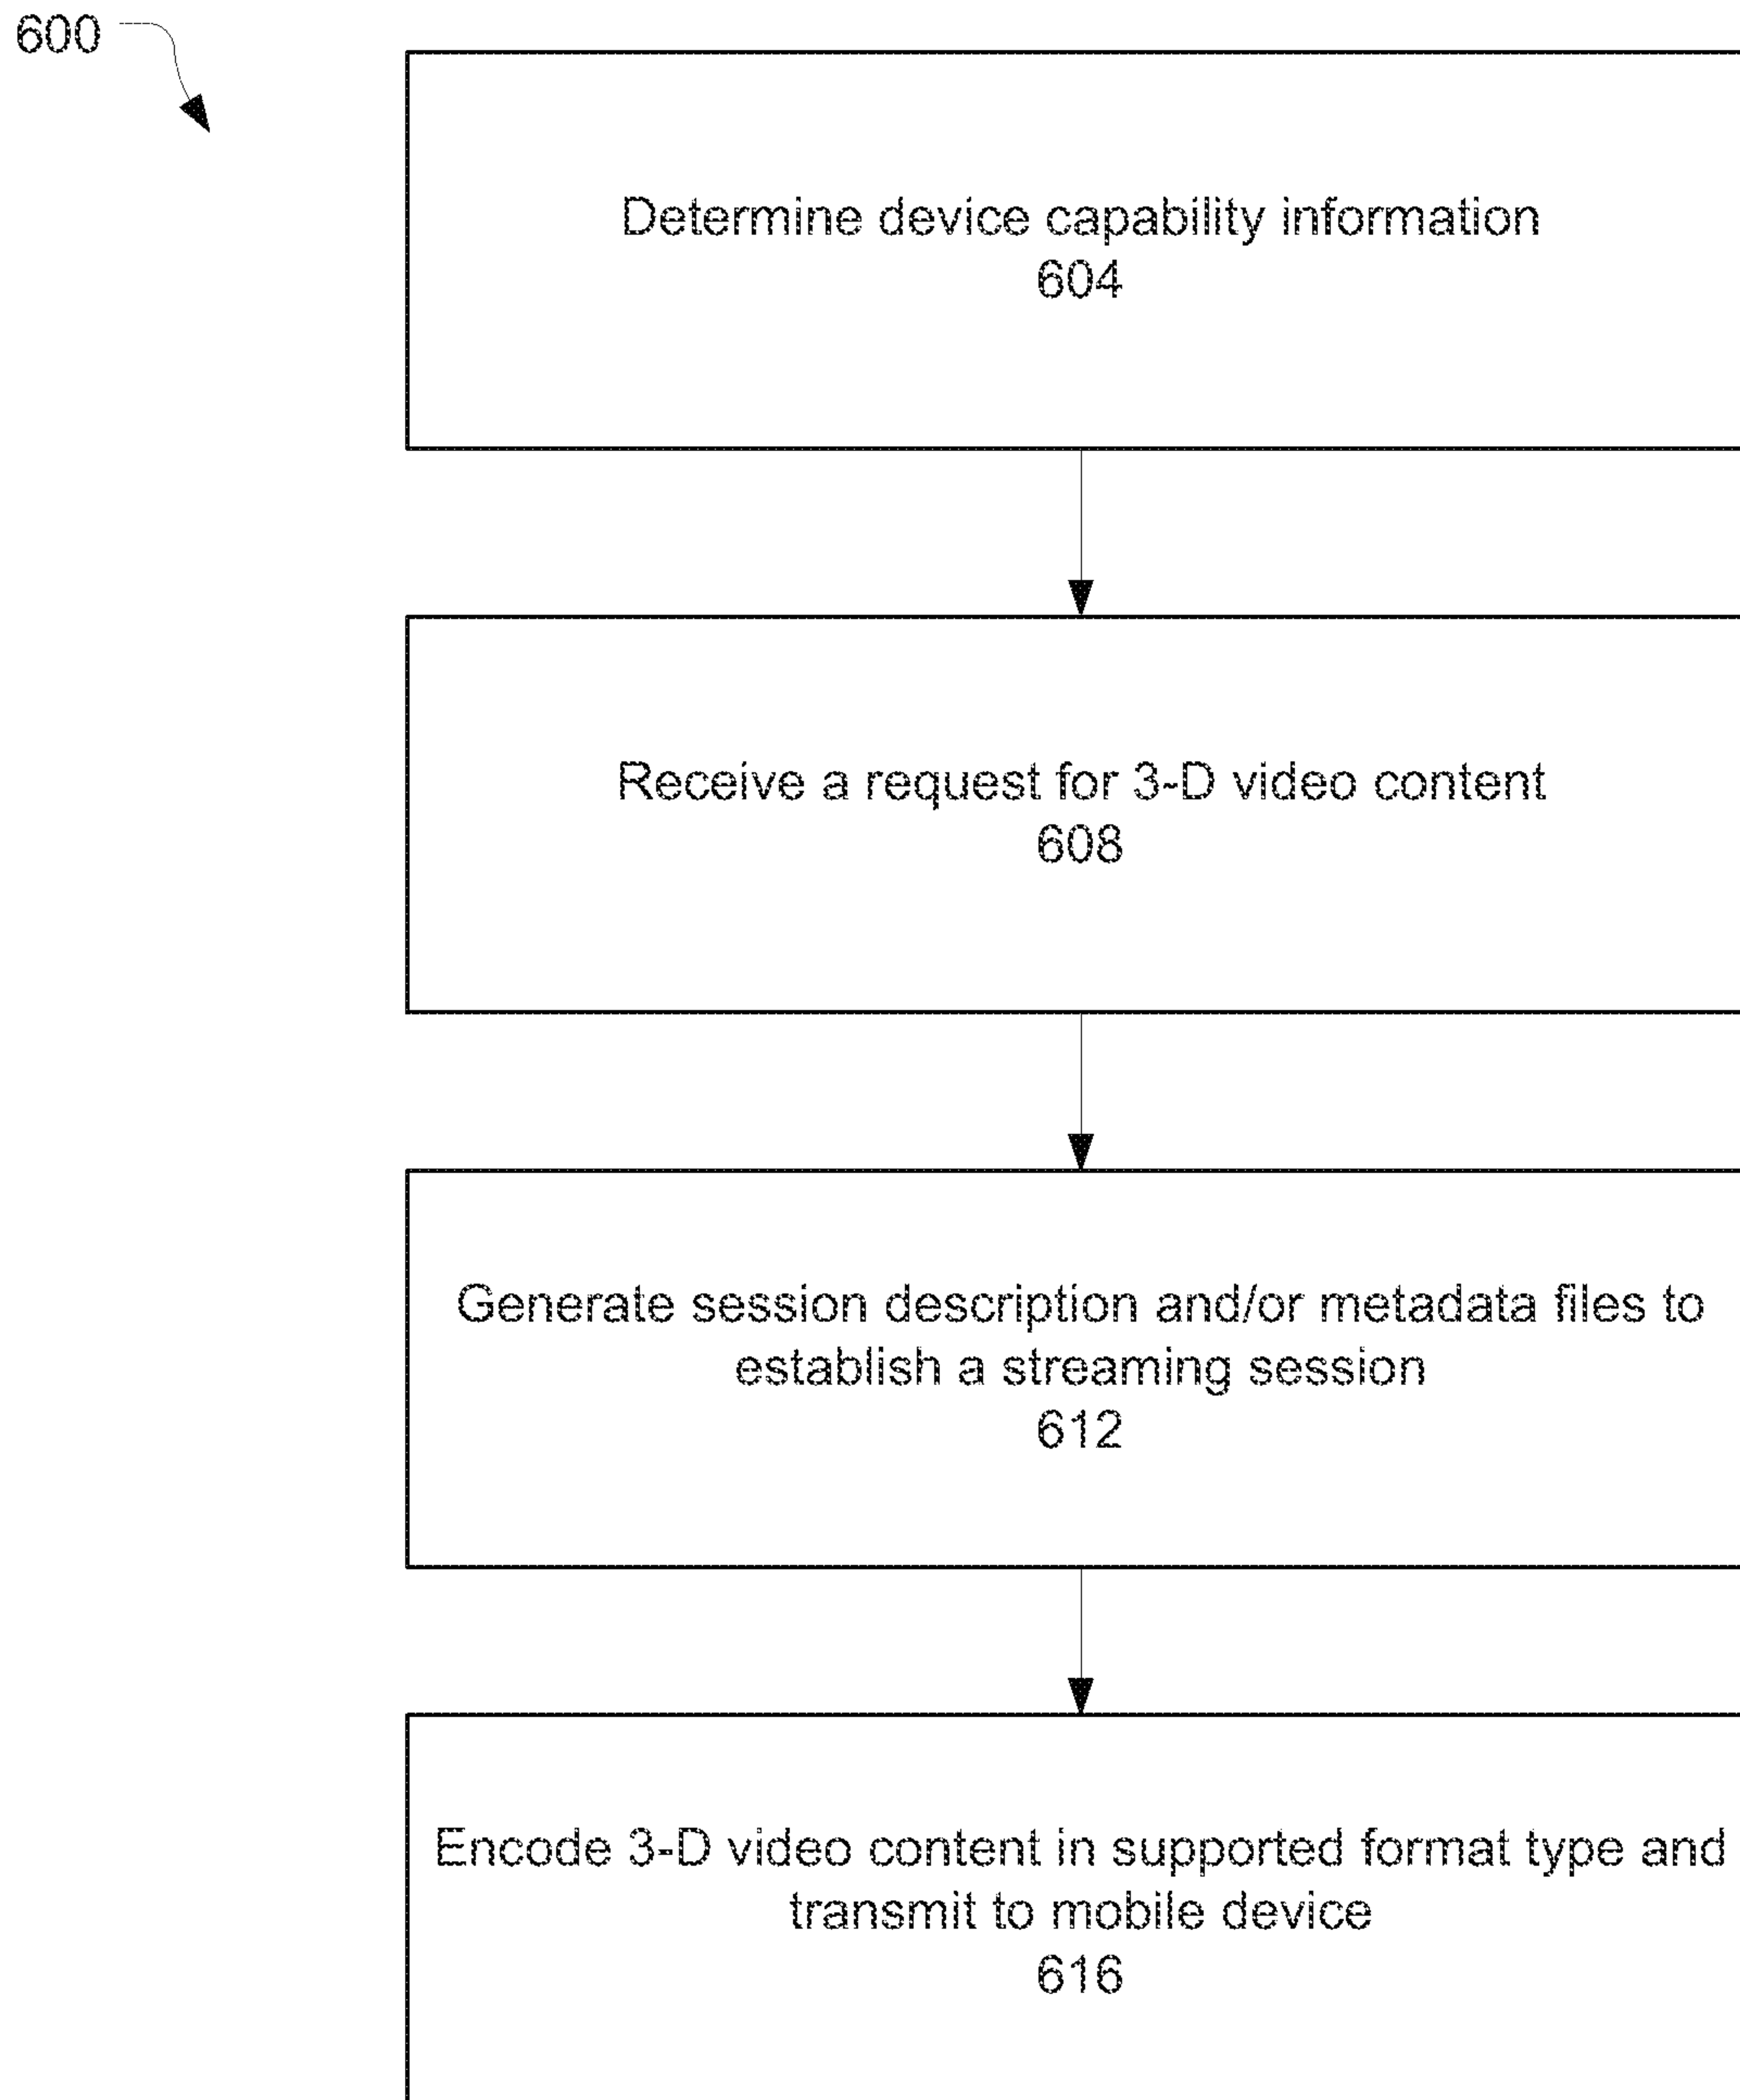 600
Determine device capability information
604
Receive a request for 3-D video content
608
Generate session description and/or metadata files to
establish a streaming session
612
Encode 3-D video content in supported format type and
transmit to mobile device
616